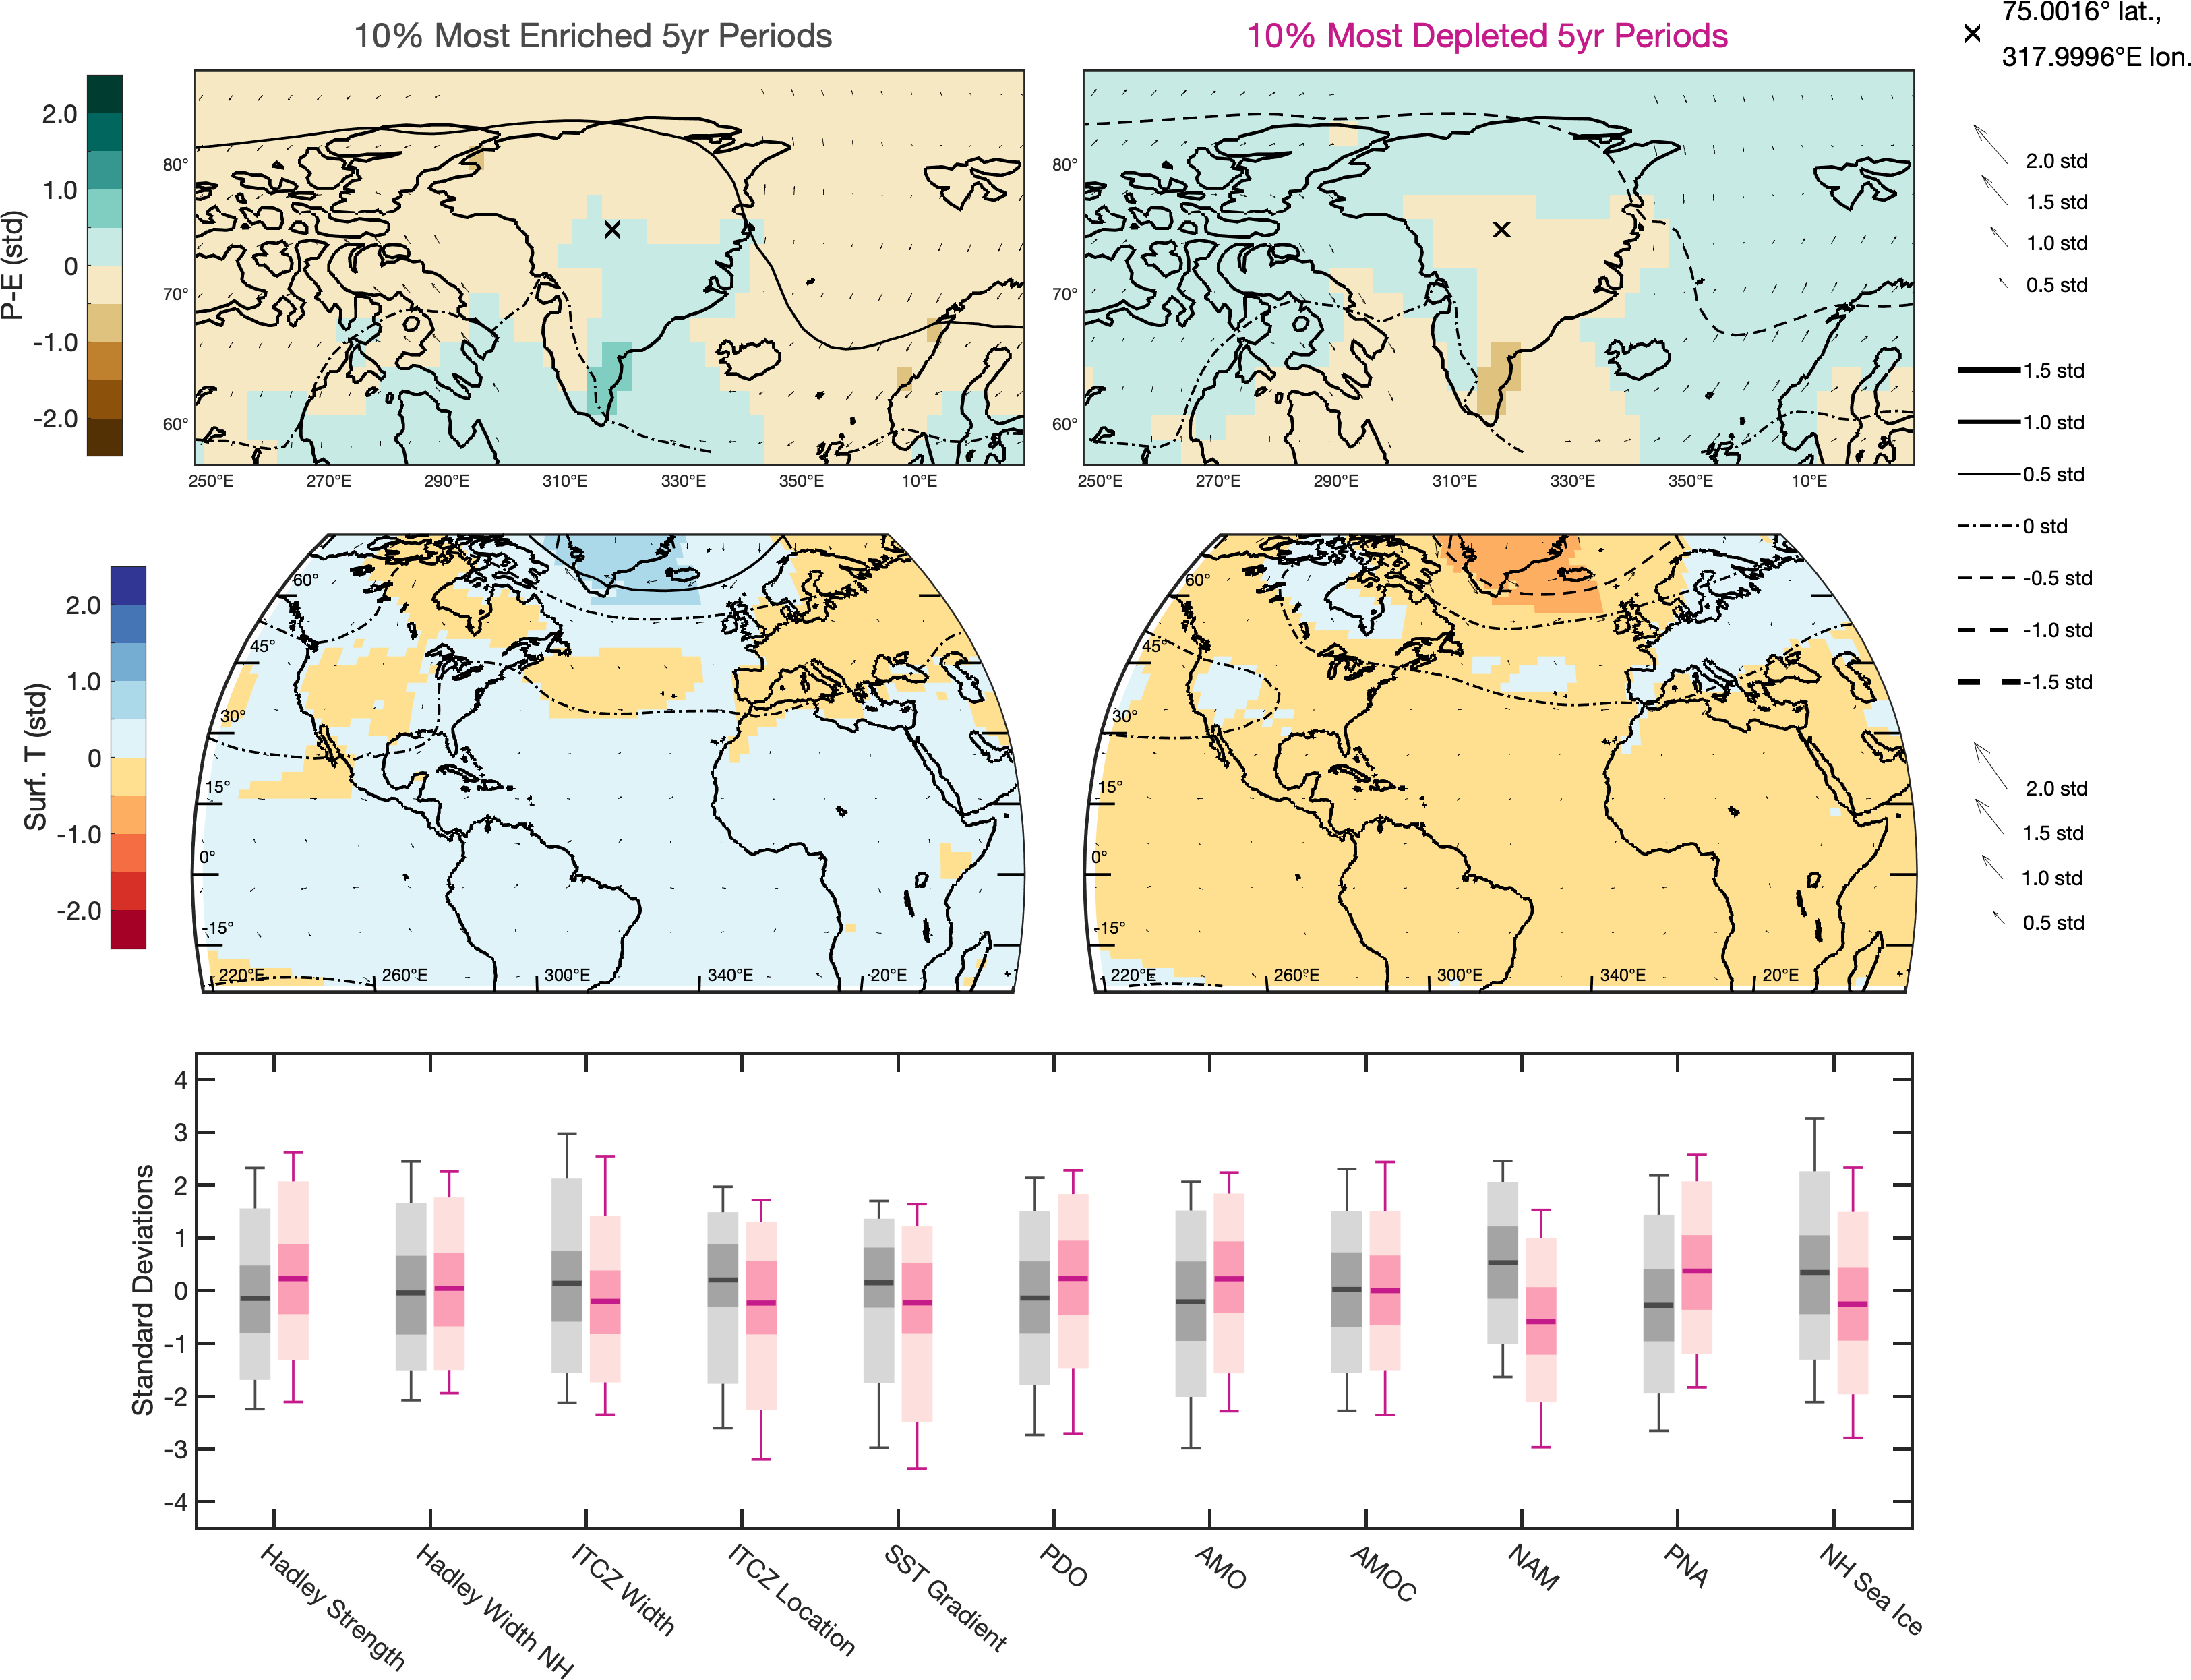 10% Most Enriched 5yr Periods
10% Most Depleted 5yr Periods
75.0016° lat.,
317.9996°E lon.
P-E (std)
2.0
1.0
0
-1.0
-2.0
80°
70°
60°
250°E 270°E 290°E 310°E 330°E 350°E 10°E
80°
70°
60°
250°E 270°E 290°E 310°E 330°E 350°E 10°E
2.0 std
1.5 std
1.0 std
0.5 std
1.5 std
1.0 std
0.5 std
0 std
-0.5 std
-1.0 std
-1.5 std
2.0 std
1.5 std
1.0 std
0.5 std
Surf. T (std)
2.0
1.0
0
-1.0
-2.0
60°
45°
30°
15°
0°
-15°
220°E 260°E 300°E 340°E 20°E
60°
45°
30°
15°
0°
-15°
220°E 260°E 300°E 340°E 20°E
Standard Deviations
4
3
2
1
0
-1
-2
-3
-4
Hadley Strength
Hadley Width NH
ITCZ Width
ITCZ Location
SST Gradient
PDO
AMO
AMOC
NAM
PNA
NH Sea Ice